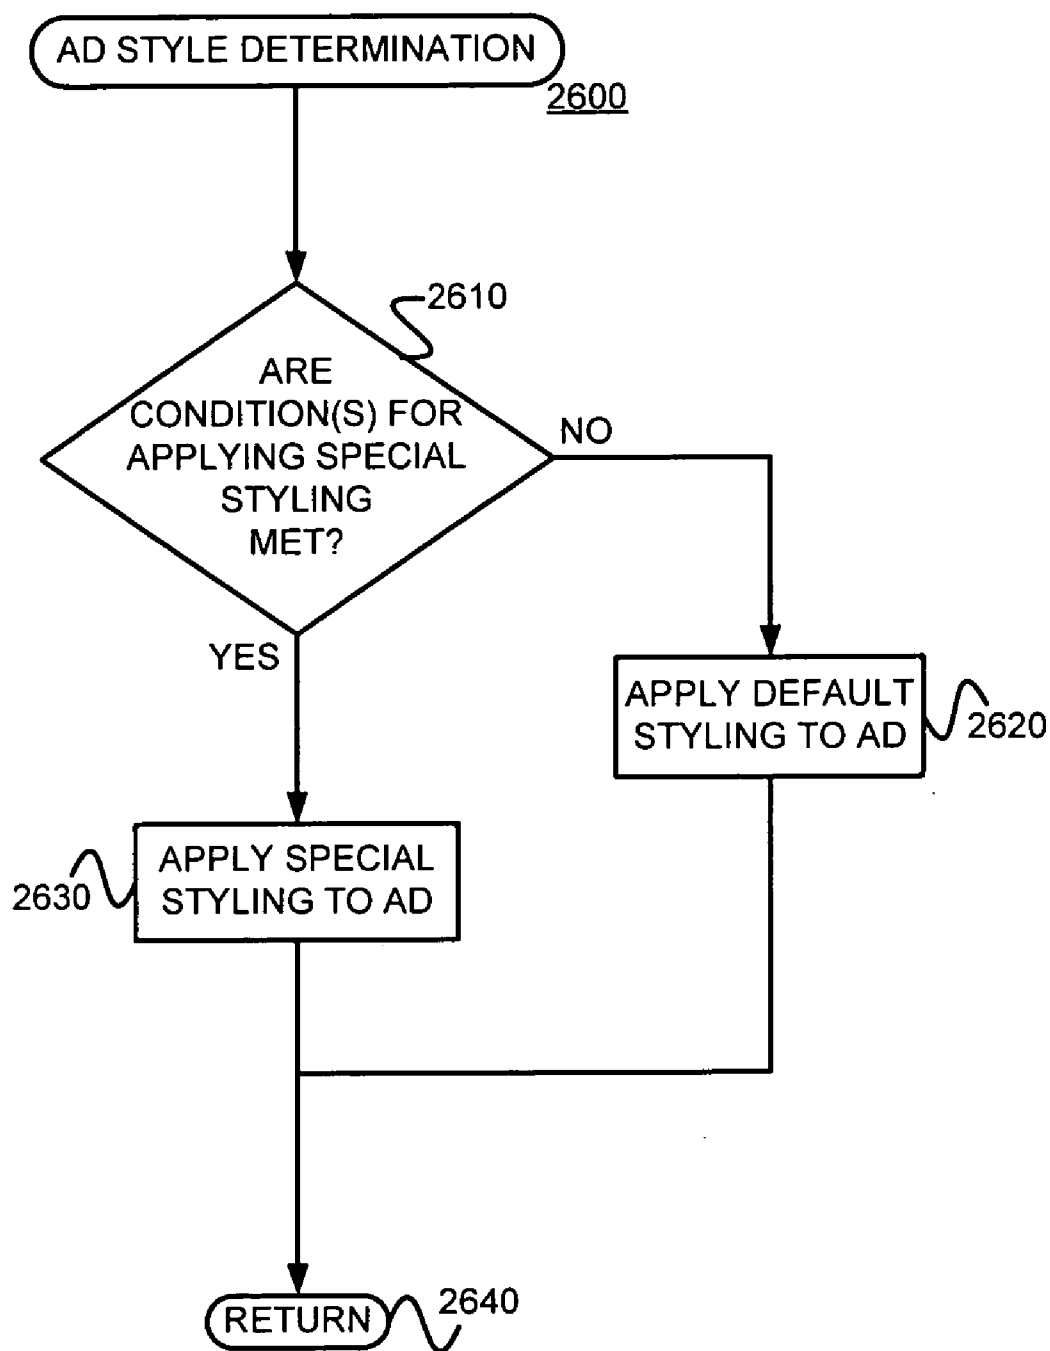 AD STYLE DETERMINATION
2600
2610
ARE
CONDITION(S) FOR
APPLYING SPECIAL
STYLING
MET?
NO
YES
APPLY DEFAULT
STYLING TO AD
2620
APPLY SPECIAL
STYLING TO AD
2630
RETURN
2640